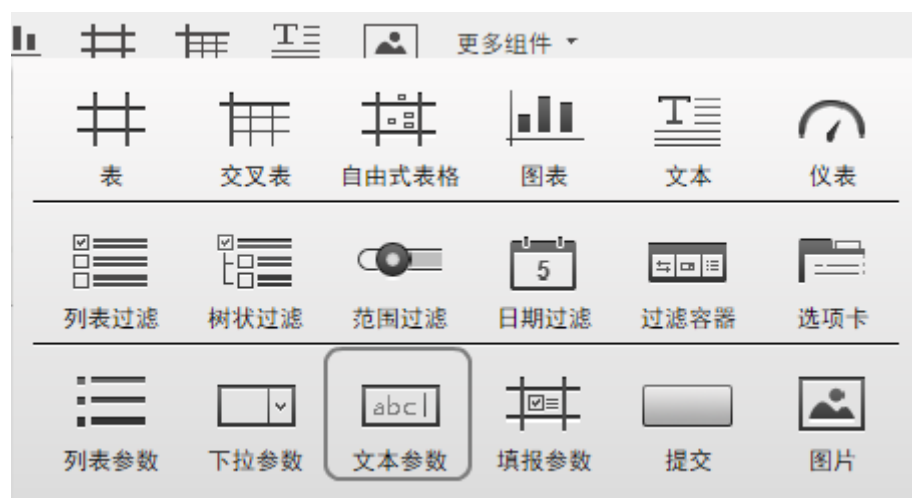 更多组件
T
T
表 交叉表 自由式表格 图表 文本 仪表
5
列表过滤 树状过滤 范围过滤 日期过滤 过滤容器 选项卡
abc
列表参数 下拉参数 文本参数 填报参数 提交 图片